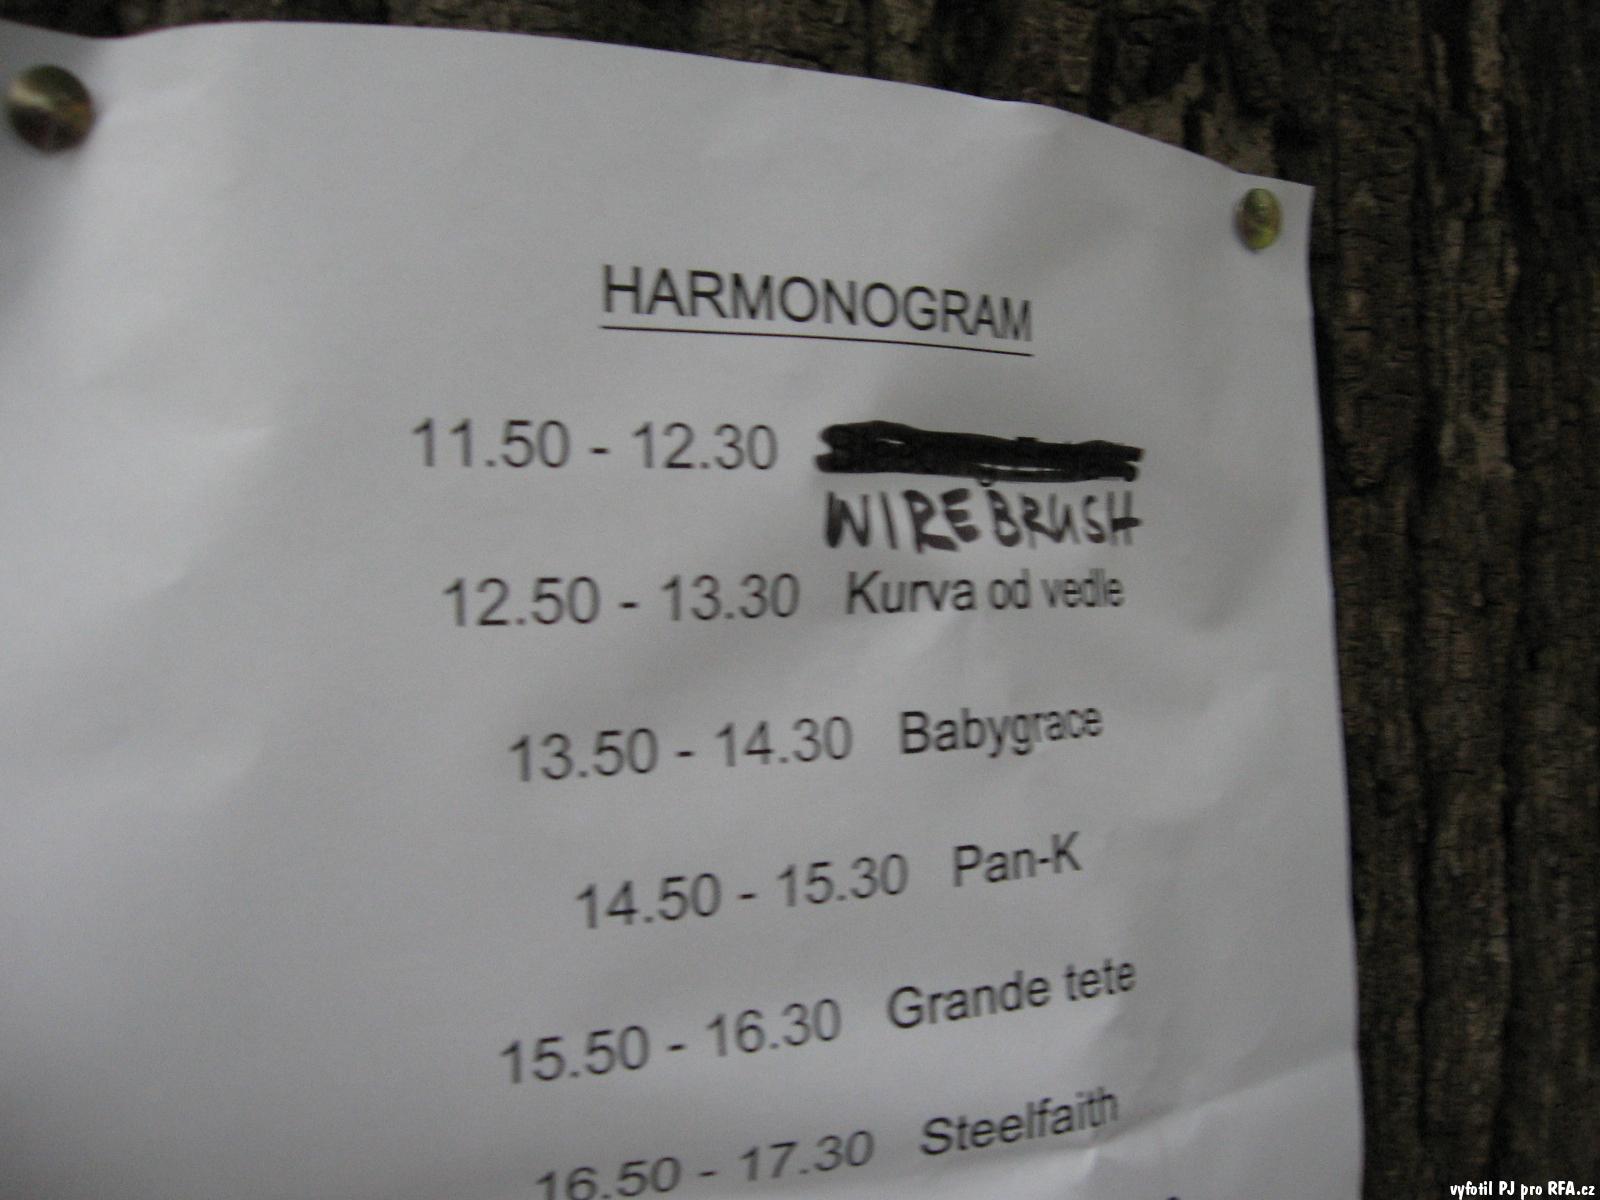 HARMONOGRAM
11.50 - 12.30
WIREBRUSH
12.50 - 13.30 Kurva od vedle
13.50 - 14.30 Babygrace
14.50 - 15.30 Pan-K
15.50 - 16.30 Grande tete
16.50 - 17.30 Steelfaith
vyfotil PJ pro RFA.cz